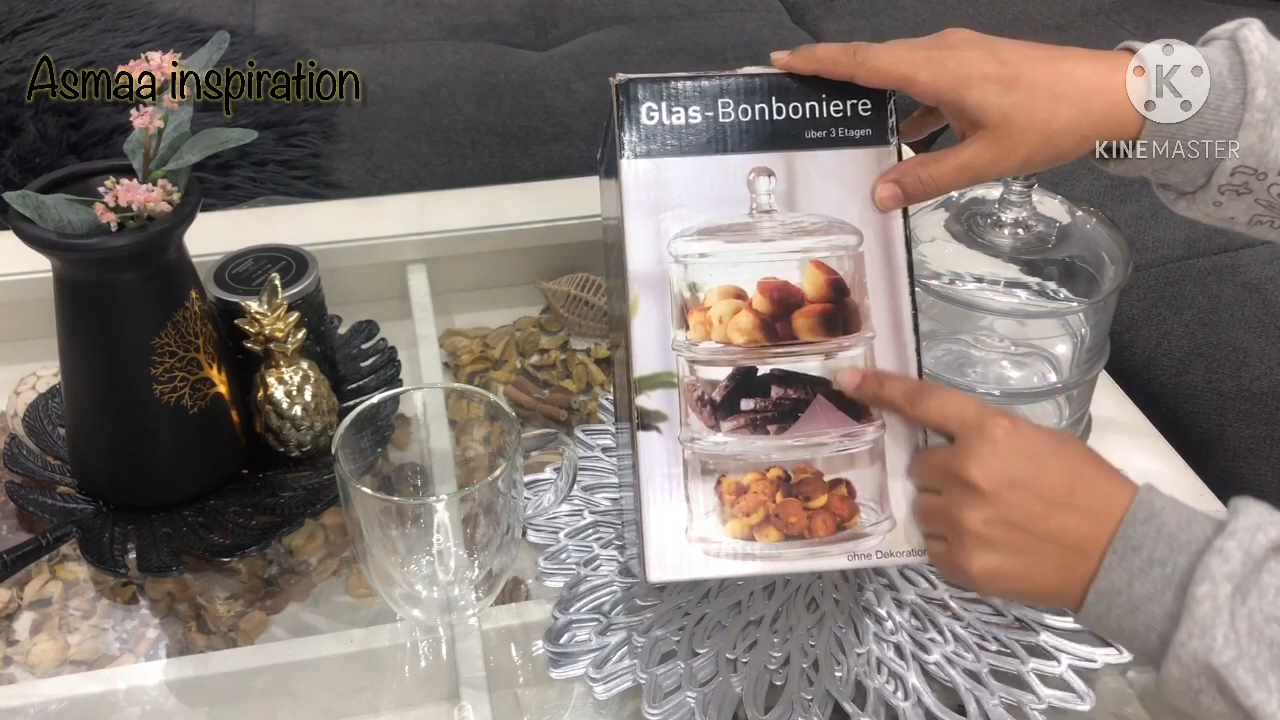 Asmaa inspiration
Glas-Bonboniere
über 3 Etagen
ohne Dekoration
K
KINEMASTER